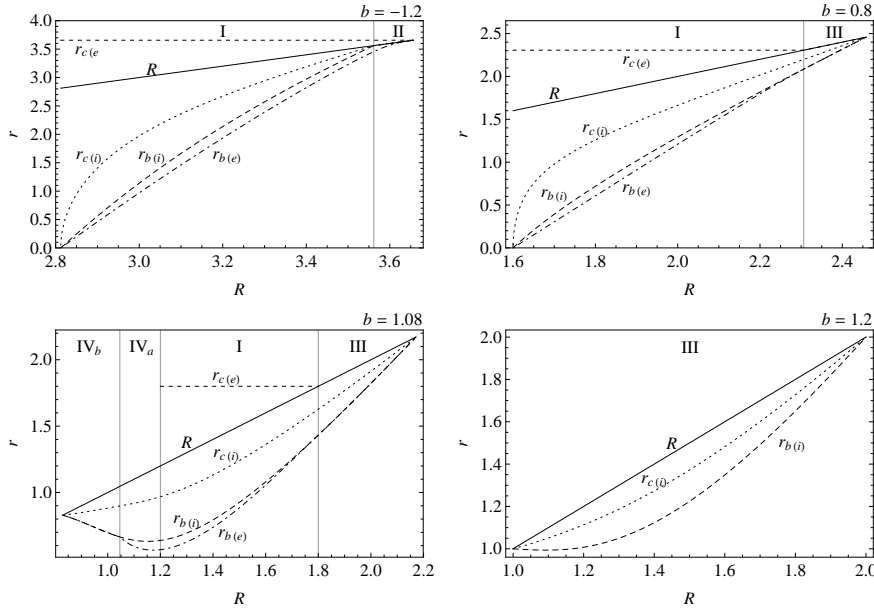 b = −1.2
I II
r_c(e
R
r_c(i)
r_b(i)
r_b(e)
r
4.0
3.5
3.0
2.5
2.0
1.5
1.0
0.5
0.0
2.8 3.0 3.2 3.4 3.6
R
b = 0.8
I III
r_c(e)
R
r_c(i)
r_b(i)
r_b(e)
r
2.5
2.0
1.5
1.0
0.5
0.0
1.6 1.8 2.0 2.2 2.4
R
b = 1.08
IV_b IV_a I III
r_c(e)
R
r_c(i)
r_b(i)
r_b(e)
r
2.0
1.5
1.0
1.0 1.2 1.4 1.6 1.8 2.0 2.2
R
b = 1.2
III
R
r_c(i)
r_b(i)
r
2.0
1.8
1.6
1.4
1.2
1.0
1.0 1.2 1.4 1.6 1.8 2.0
R